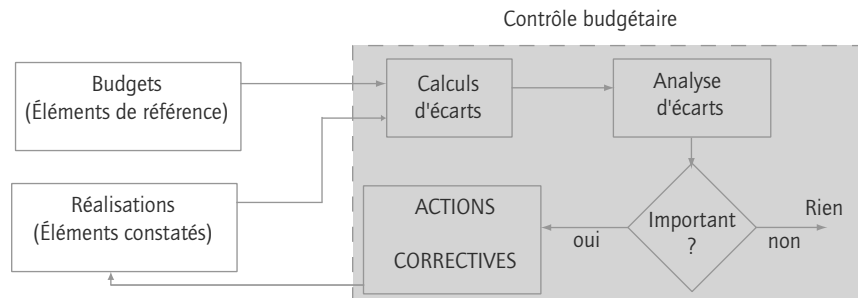 Contrôle budgétaire
Budgets
(Éléments de référence)
Calculs
d'écarts
Analyse
d'écarts
Réalisations
(Éléments constatés)
ACTIONS
CORRECTIVES
oui
Important
?
non
Rien